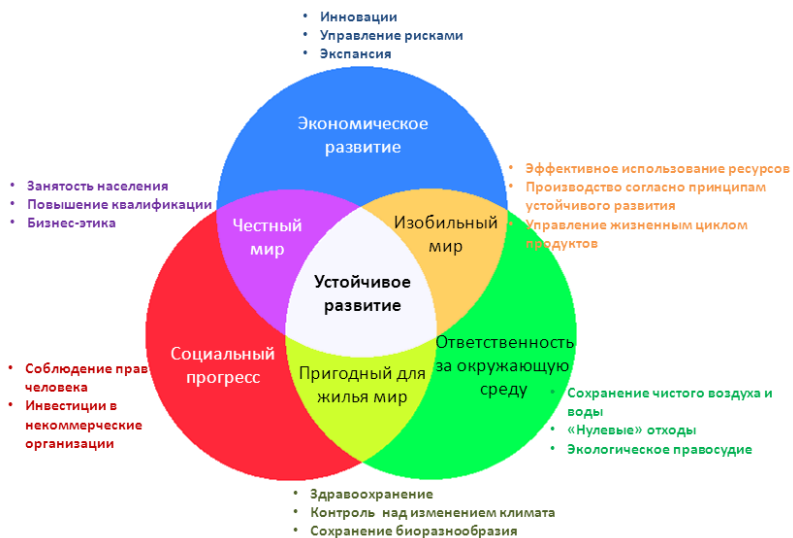 • Инновации
• Управление рисками
• Экспансия
Экономическое
развитие
• Занятость населения
• Повышение квалификации
• Бизнес-этика
• Эффективное использование ресурсов
• Производство согласно принципам
устойчивого развития
• Управление жизненным циклом
продуктов
Честный
мир
Изобильный
мир
Устойчивое
развитие
Социальный
прогресс
Пригодный для
жилья мир
Ответственность
за окружающую
среду
• Соблюдение прав
человека
• Инвестиции в
некоммерческие
организации
• Сохранение чистого воздуха и
воды
• «Нулевые» отходы
• Экологическое правосудие
• Здравоохранение
• Контроль над изменением климата
• Сохранение биоразнообразия